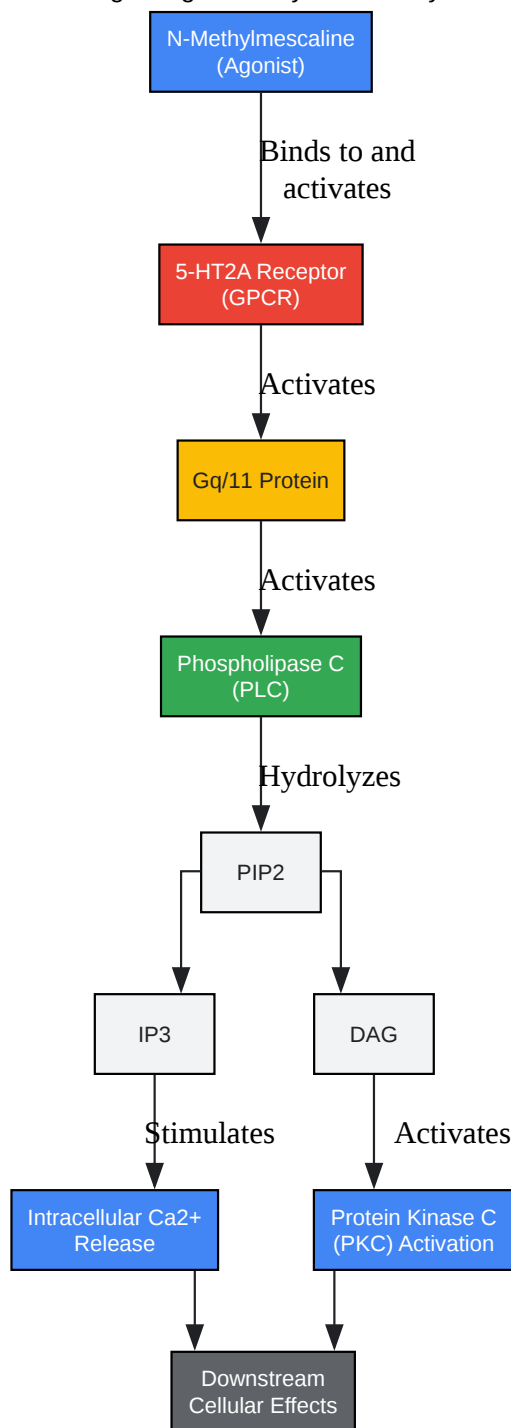 N-Methylmescaline
(Agonist)
Binds to and
activates
5-HT2A Receptor
(GPCR)
Activates
Gq/11 Protein
Activates
Phospholipase C
(PLC)
Hydrolyzes
PIP2
IP3
DAG
Stimulates
Activates
Intracellular Ca2+
Release
Protein Kinase C
(PKC) Activation
Downstream
Cellular Effects